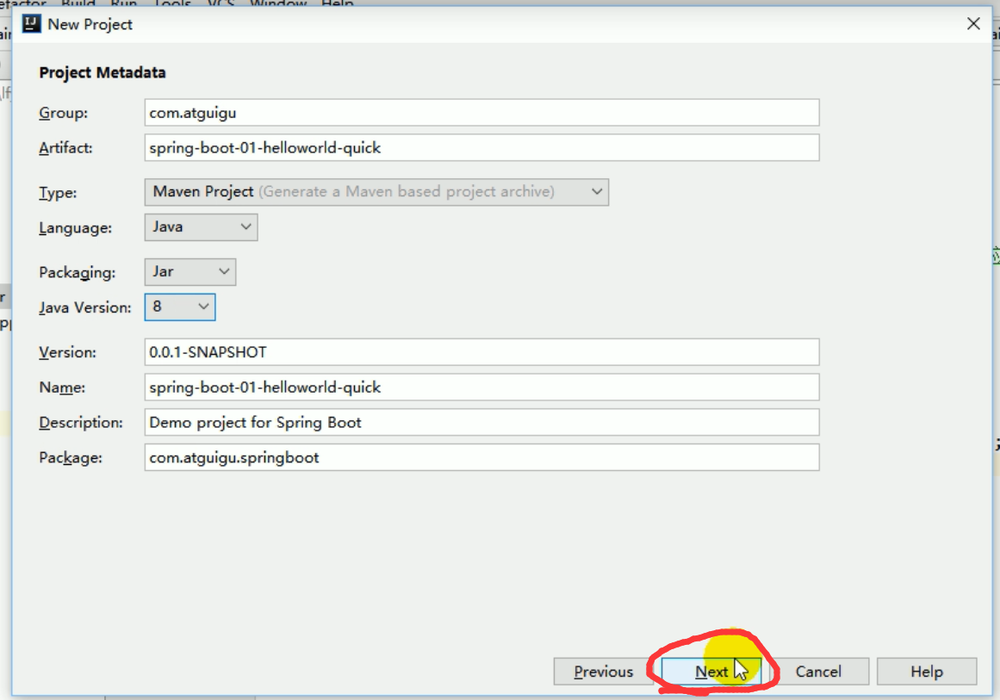 Build Run Tools VCS Window Help
New Project
Project Metadata
Group: com.atguigu
Artifact: spring-boot-01-helloworld-quick
Type: Maven Project (Generate a Maven based project archive)
Language: Java
Packaging: Jar
Java Version: 8
Version: 0.0.1-SNAPSHOT
Name: spring-boot-01-helloworld-quick
Description: Demo project for Spring Boot
Package: com.atguigu.springboot
Previous Next Cancel Help